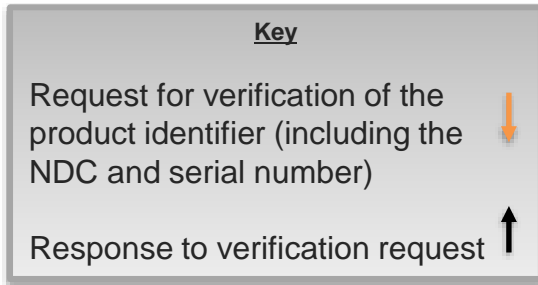 Key
Request for verification of the
product identifier (including the
NDC and serial number)
Response to verification request